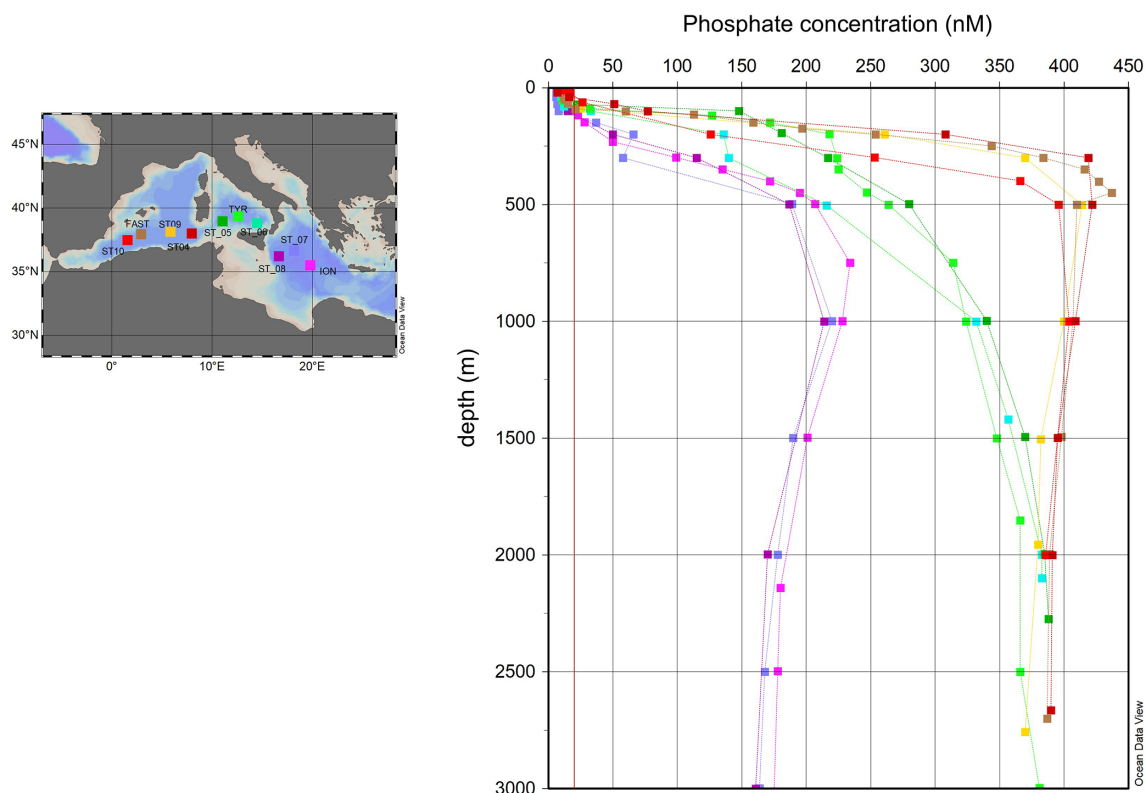 Phosphate concentration (nM)
0 50 100 150 200 250 300 350 400 450
0
500
1000
1500
2000
2500
3000
depth (m)
Ocean Data View
45°N
40°N
35°N
30°N
0° 10°E 20°E
TYR
FAST ST09
ST_05 ST_06
ST10 ST04
ST_07
ST_08 ION
Ocean Data View